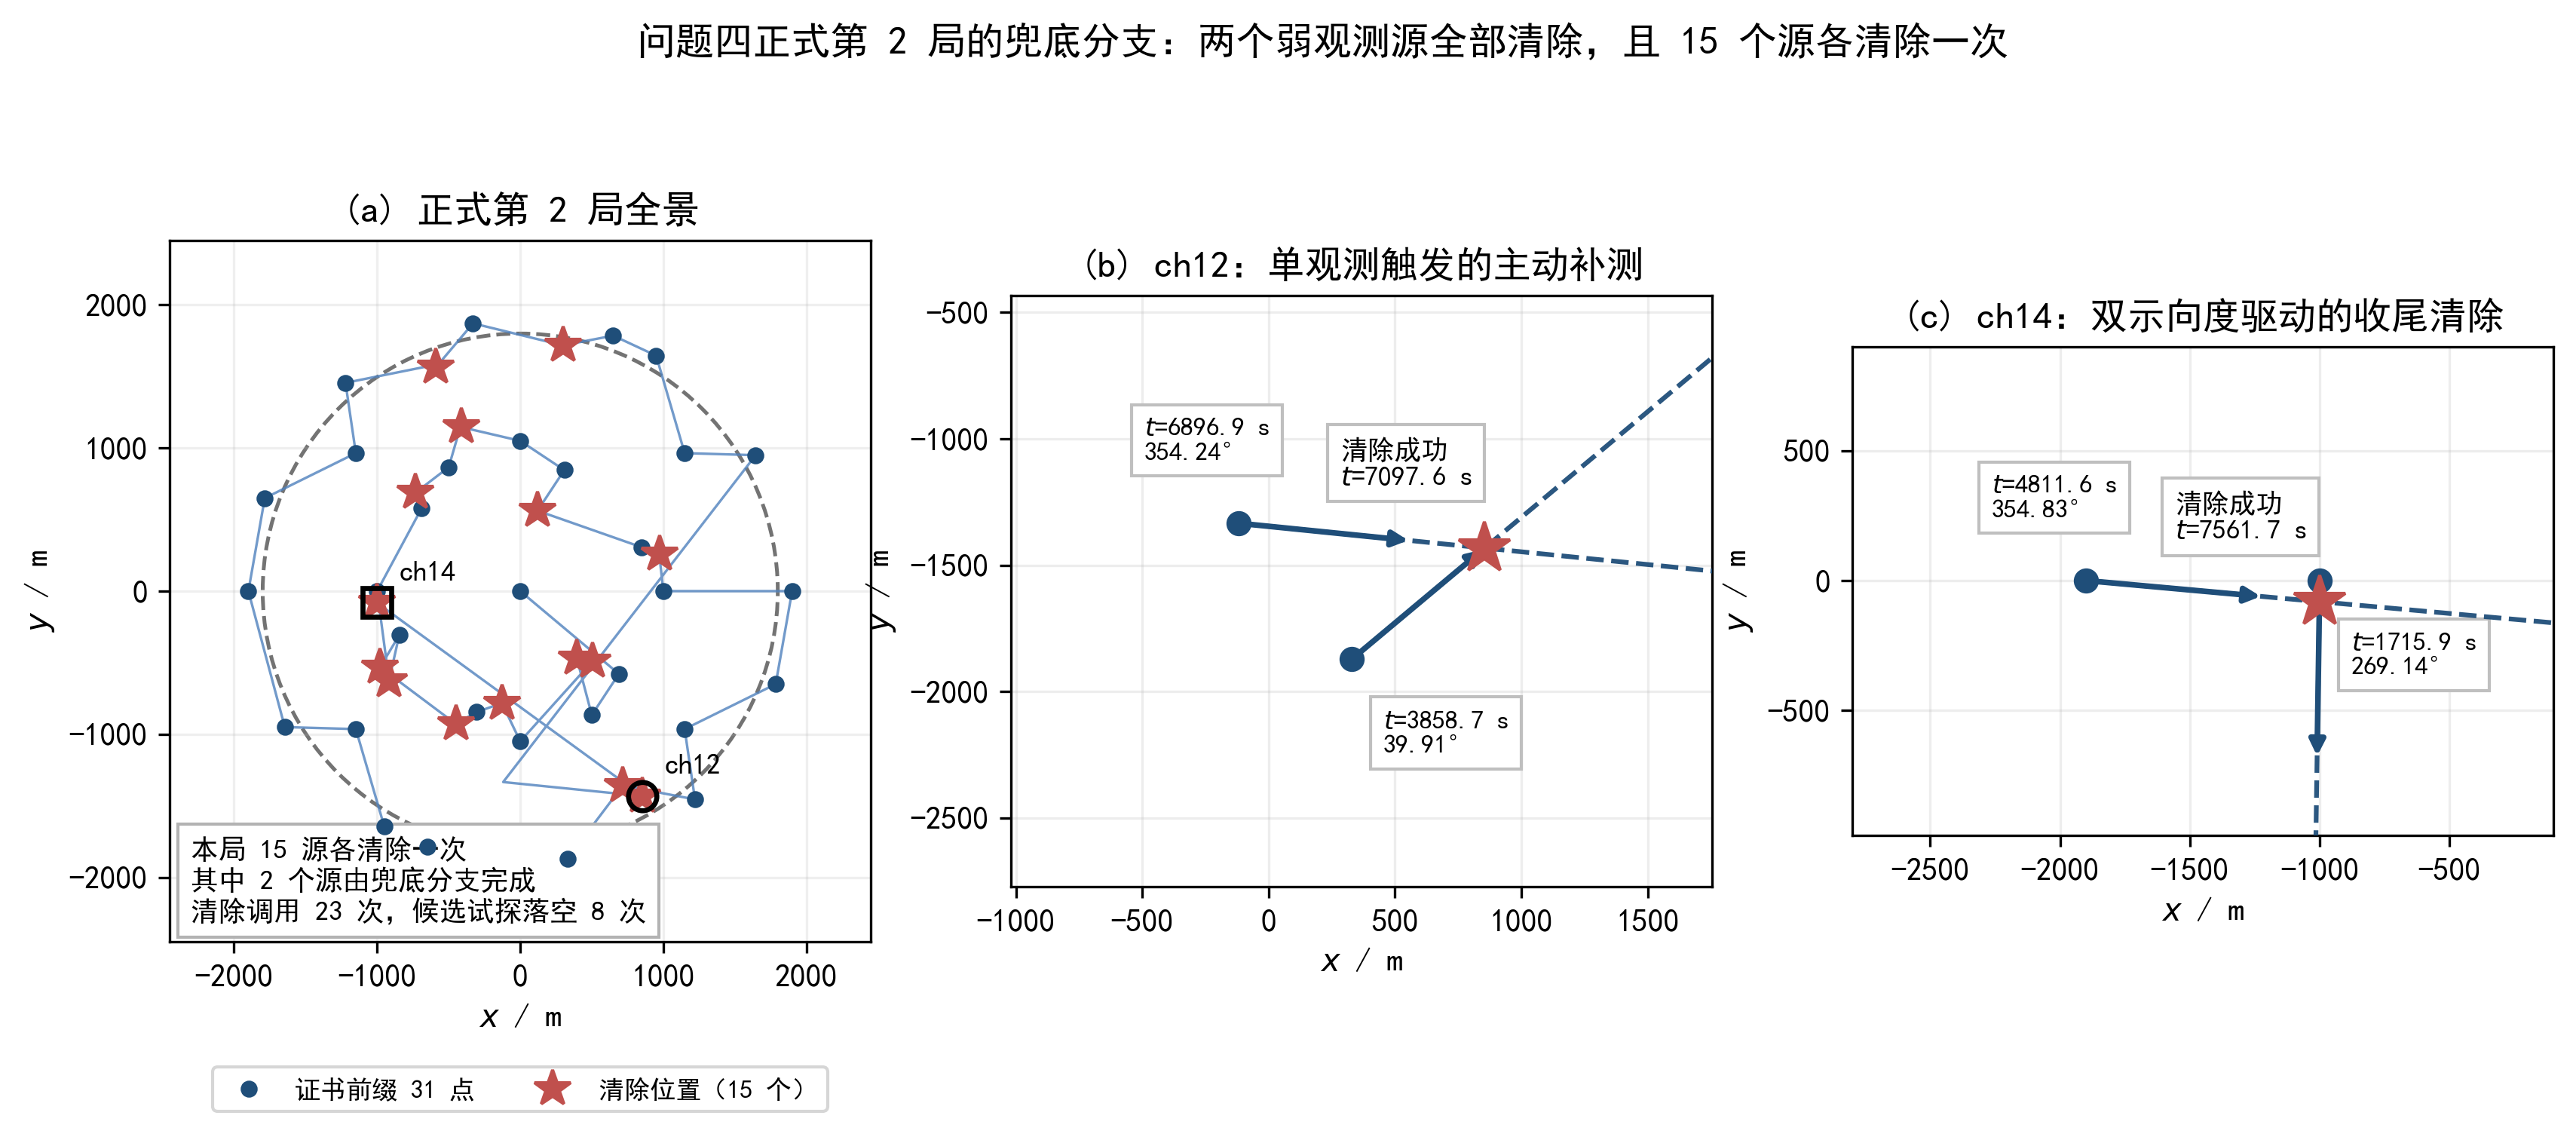 问题四正式第 2 局的兜底分支：两个弱观测源全部清除，且 15 个源各清除一次
(a) 正式第 2 局全景
2000
1000
0
−1000
−2000
y / m
ch14
ch12
本局 15 源各清除一次
其中 2 个源由兜底分支完成
清除调用 23 次，候选试探落空 8 次
−2000
−1000
0
1000
2000
x / m
证书前缀 31 点
清除位置（15 个）
(b) ch12：单观测触发的主动补测
−500
−1000
−1500
−2000
−2500
y / m
t=6896.9 s
354.24°
清除成功
t=7097.6 s
t=3858.7 s
39.91°
−1000
−500
0
500
1000
1500
x / m
(c) ch14：双示向度驱动的收尾清除
500
0
−500
y / m
t=4811.6 s
354.83°
清除成功
t=7561.7 s
t=1715.9 s
269.14°
−2500
−2000
−1500
−1000
−500
x / m